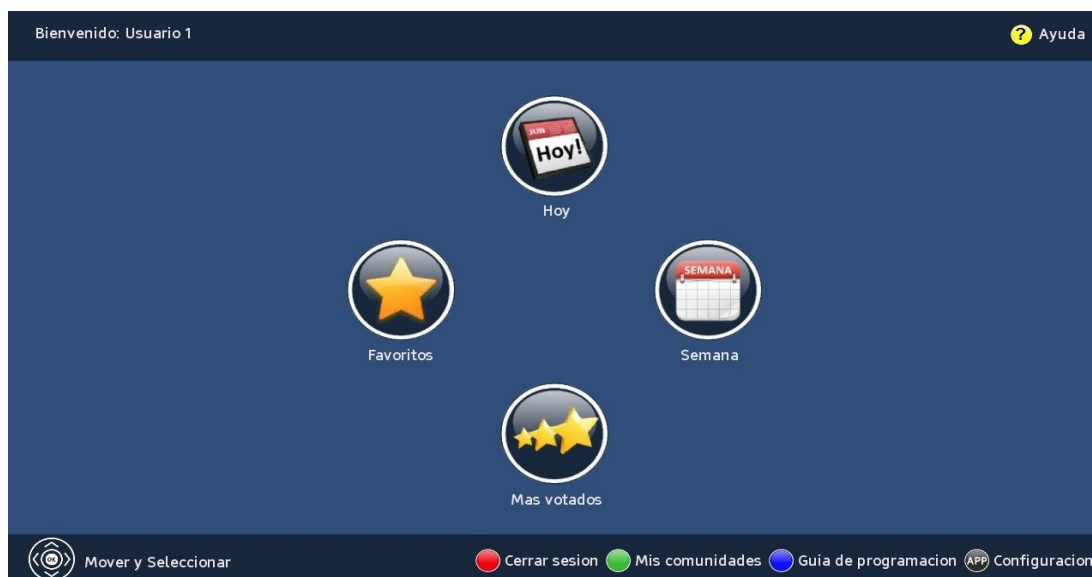 Bienvenido: Usuario 1
? Ayuda
JUN
Hoy!
Hoy
SEMANA
Favoritos
Semana
Mas votados
OK Mover y Seleccionar
Cerrar sesion Mis comunidades Guia de programacion APP Configuracion